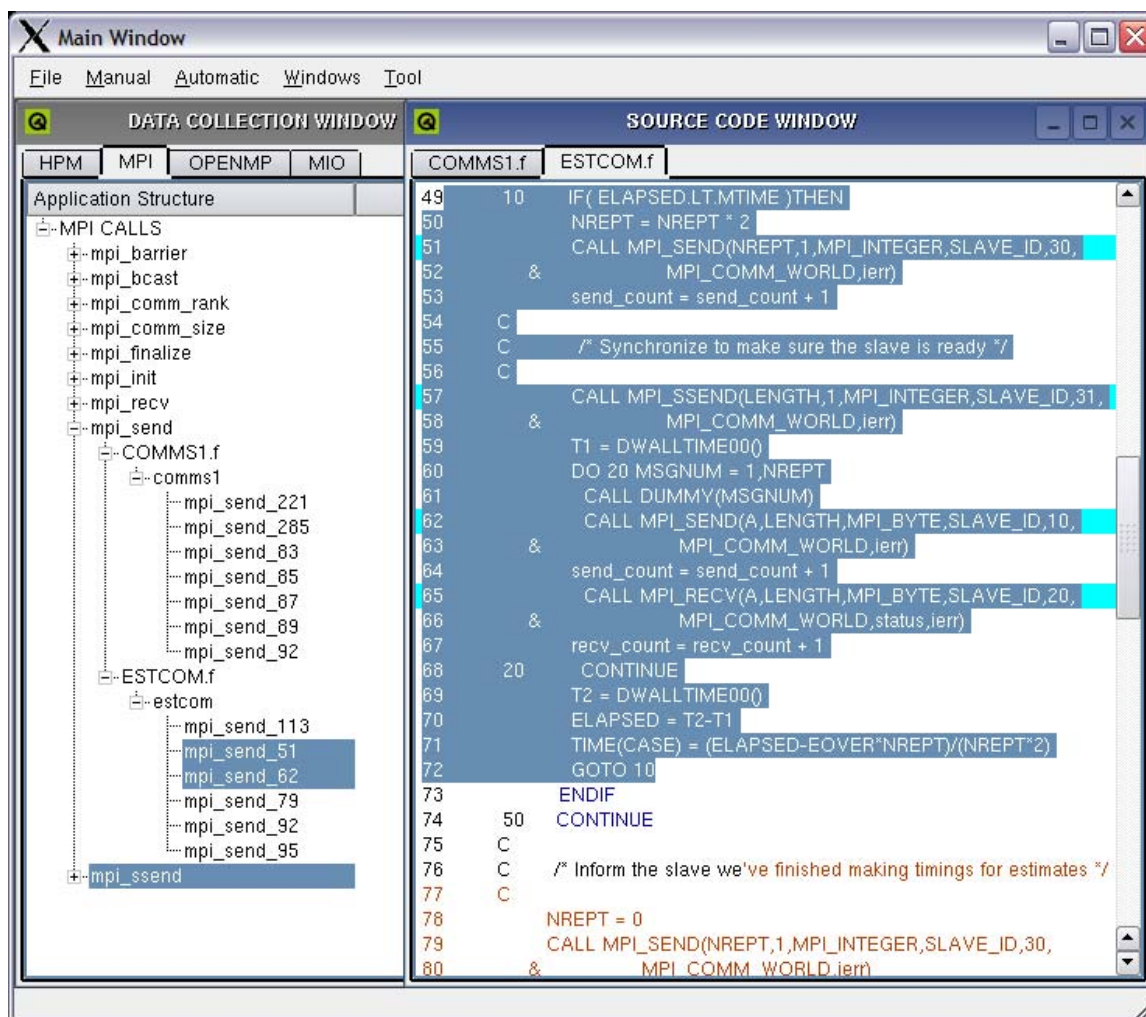 Main Window
File Manual Automatic Windows Tool
DATA COLLECTION WINDOW
HPM MPI OPENMP MIO
Application Structure
MPI CALLS
mpi_barrier
mpi_bcast
mpi_comm_rank
mpi_comm_size
mpi_finalize
mpi_init
mpi_recv
mpi_send
COMMS1.f
comms1
mpi_send_221
mpi_send_285
mpi_send_83
mpi_send_85
mpi_send_87
mpi_send_89
mpi_send_92
ESTCOM.f
estcom
mpi_send_113
mpi_send_51
mpi_send_62
mpi_send_79
mpi_send_92
mpi_send_95
mpi_ssend
SOURCE CODE WINDOW
COMMS1.f ESTCOM.f
49 10 IF( ELAPSED.LT.MTIME )THEN
50 NREPT = NREPT * 2
51 CALL MPI_SEND(NREPT,1,MPI_INTEGER,SLAVE_ID,30,
52 & MPI_COMM_WORLD,ierr)
53 send_count = send_count + 1
54 C
55 C /* Synchronize to make sure the slave is ready */
56 C
57 CALL MPI_SSEND(LENGTH,1,MPI_INTEGER,SLAVE_ID,31,
58 & MPI_COMM_WORLD,ierr)
59 T1 = DWALLTIME00()
60 DO 20 MSGNUM = 1,NREPT
61 CALL DUMMY(MSGNUM)
62 CALL MPI_SEND(A,LENGTH,MPI_BYTE,SLAVE_ID,10,
63 & MPI_COMM_WORLD,ierr)
64 send_count = send_count + 1
65 CALL MPI_RECV(A,LENGTH,MPI_BYTE,SLAVE_ID,20,
66 & MPI_COMM_WORLD,status,ierr)
67 recv_count = recv_count + 1
68 20 CONTINUE
69 T2 = DWALLTIME00()
70 ELAPSED = T2-T1
71 TIME(CASE) = (ELAPSED-EOVER*NREPT)/(NREPT*2)
72 GOTO 10
73 ENDIF
74 50 CONTINUE
75 C
76 C /* Inform the slave we've finished making timings for estimates */
77 C
78 NREPT = 0
79 CALL MPI_SEND(NREPT,1,MPI_INTEGER,SLAVE_ID,30,
80 & MPI_COMM_WORLD,ierr)